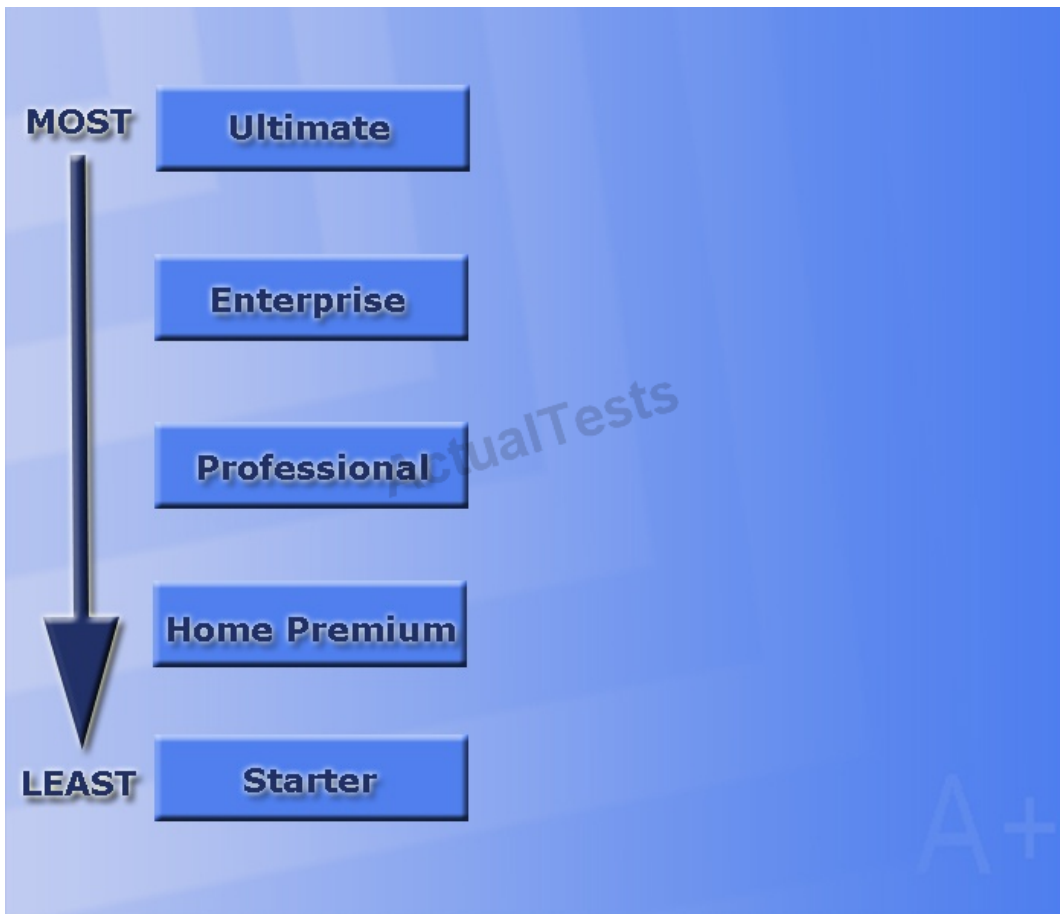 MOST
Ultimate
Enterprise
ActualTests
Professional
Home Premium
LEAST
Starter
A+